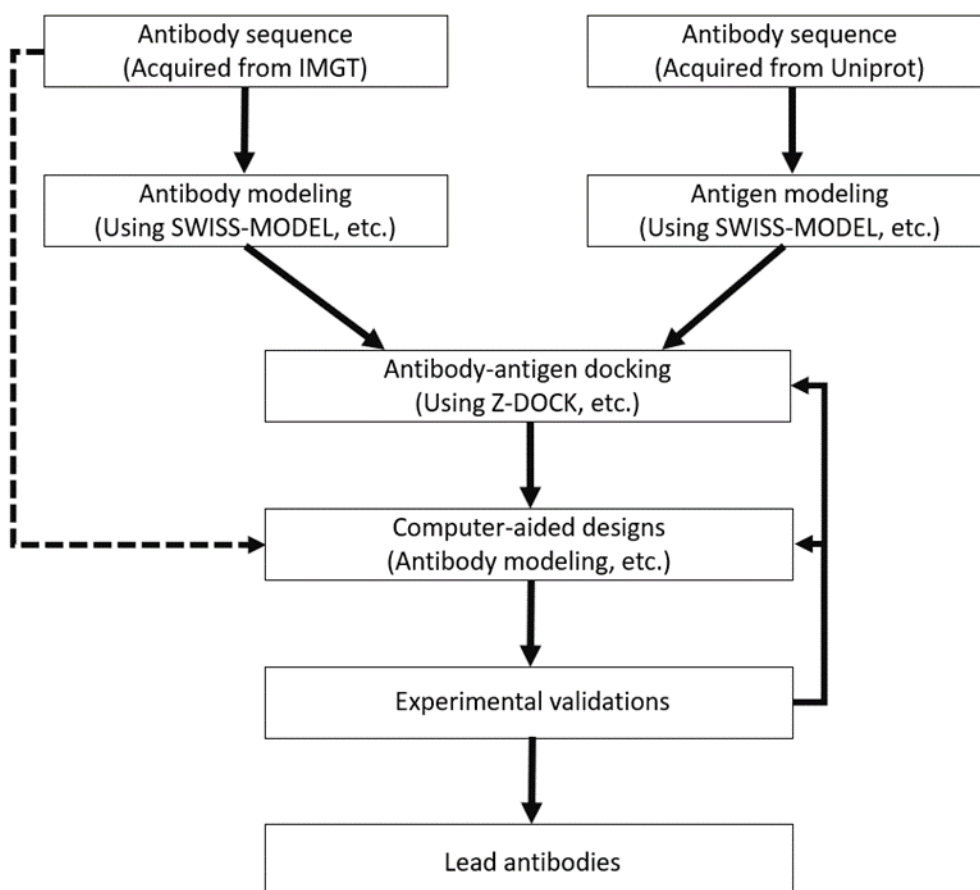 Antibody sequence
(Acquired from IMGT)
Antibody sequence
(Acquired from Uniprot)
Antibody modeling
(Using SWISS-MODEL, etc.)
Antigen modeling
(Using SWISS-MODEL, etc.)
Antibody-antigen docking
(Using Z-DOCK, etc.)
Computer-aided designs
(Antibody modeling, etc.)
Experimental validations
Lead antibodies